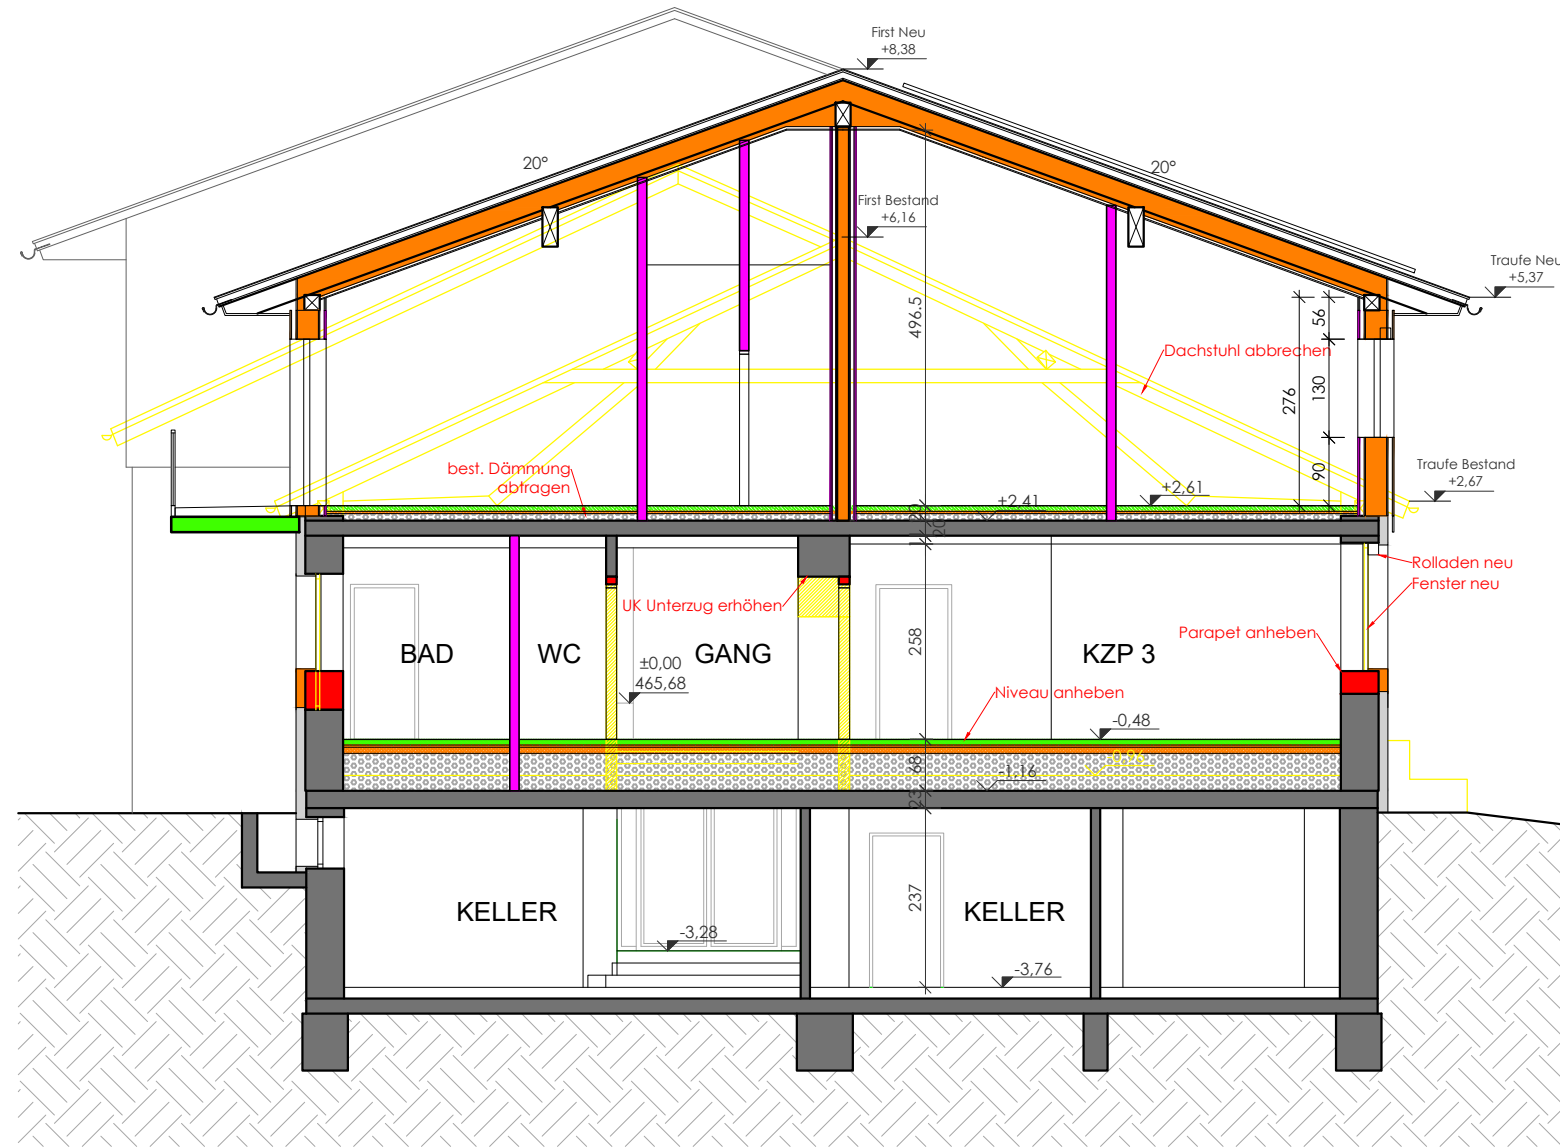 First Neu
+8,38
20°
20°
First Bestand
+6,16
Traufe Neu
+5,37
496.5
56
130
276
90
Dachstuhl abbrechen
best. Dämmung
abtragen
Traufe Bestand
+2,67
+2,61
+2,41
20
Rolladen neu
Fenster neu
UK Unterzug erhöhen
Parapet anheben
BAD
WC
GANG
KZP 3
258
±0,00
465,68
Niveau anheben
-0,48
68
-1,16
23
KELLER
KELLER
237
-3,28
-3,76